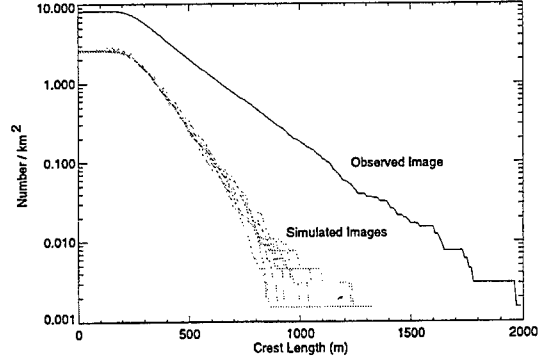 10.000
1.000
0.100
0.010
0.001
Number / km²
Observed Image
Simulated Images
0
500
1000
1500
2000
Crest Length (m)